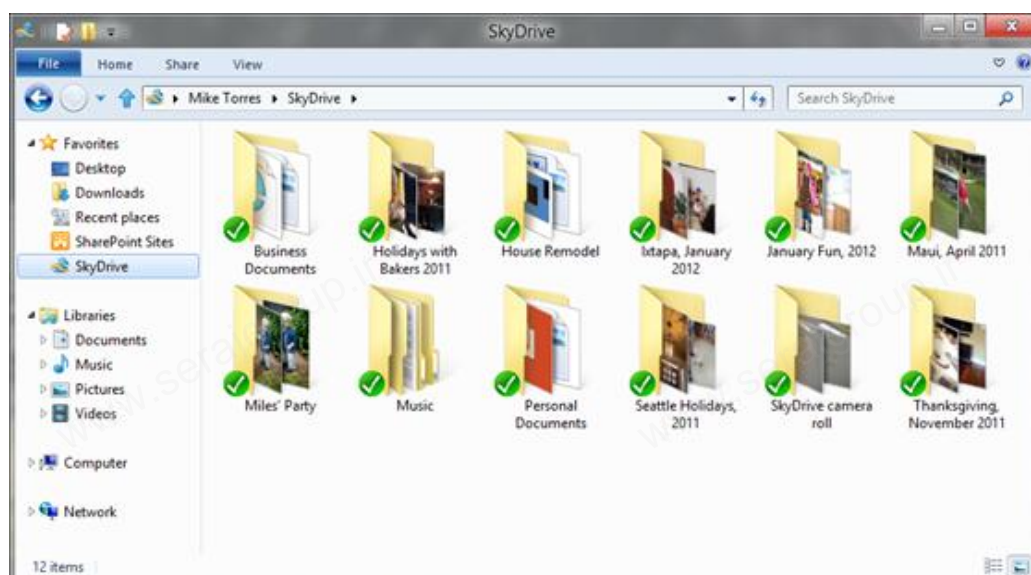 SkyDrive
File Home Share View
Mike Torres SkyDrive
Search SkyDrive
Favorites
Desktop
Downloads
Recent places
SharePoint Sites
SkyDrive
Libraries
Documents
Music
Pictures
Videos
Computer
Network
Business
Documents
Holidays with
Bakers 2011
House Remodel
Ixtapa, January
2012
January Fun, 2012
Maui, April 2011
Miles' Party
Music
Personal
Documents
Seattle Holidays,
2011
SkyDrive camera
roll
Thanksgiving,
November 2011
12 items